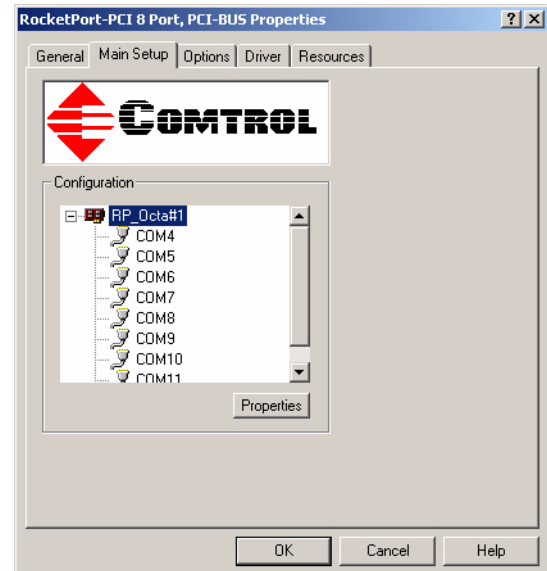 RocketPort-PCI 8 Port, PCI-BUS Properties
General Main Setup Options Driver Resources
COMTROL
Configuration
RP_Octa#1
COM4
COM5
COM6
COM7
COM8
COM9
COM10
COM11
Properties
OK Cancel Help